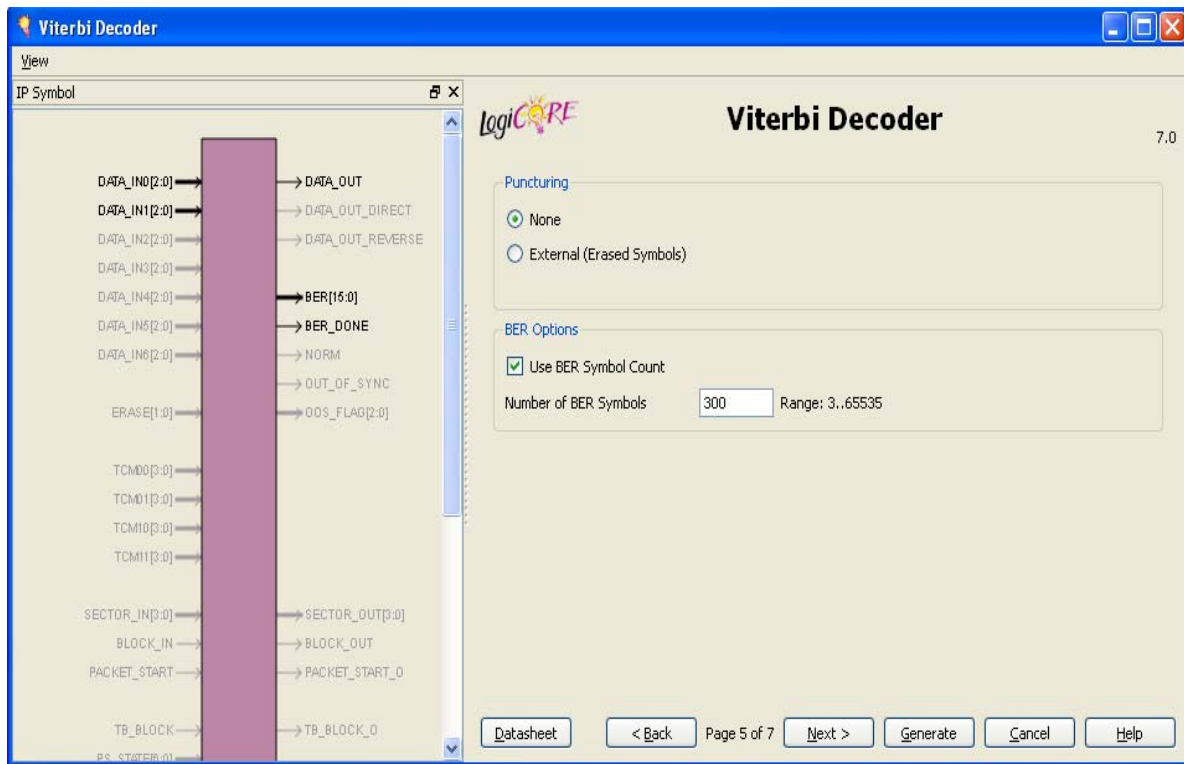 Viterbi Decoder
View
IP Symbol
DATA_IN0[2:0]
DATA_IN1[2:0]
DATA_IN2[2:0]
DATA_IN3[2:0]
DATA_IN4[2:0]
DATA_IN5[2:0]
DATA_IN6[2:0]
ERASE[1:0]
TCM00[3:0]
TCM01[3:0]
TCM10[3:0]
TCM11[3:0]
SECTOR_IN[3:0]
BLOCK_IN
PACKET_START
TB_BLOCK
PS_STATE[6:0]
DATA_OUT
DATA_OUT_DIRECT
DATA_OUT_REVERSE
BER[15:0]
BER_DONE
NORM
OUT_OF_SYNC
OOS_FLAG[2:0]
SECTOR_OUT[3:0]
BLOCK_OUT
PACKET_START_O
TB_BLOCK_O
LogiCORE
Viterbi Decoder
7.0
Puncturing
None
External (Erased Symbols)
BER Options
Use BER Symbol Count
Number of BER Symbols 300 Range: 3..65535
Datasheet < Back Page 5 of 7 Next > Generate Cancel Help